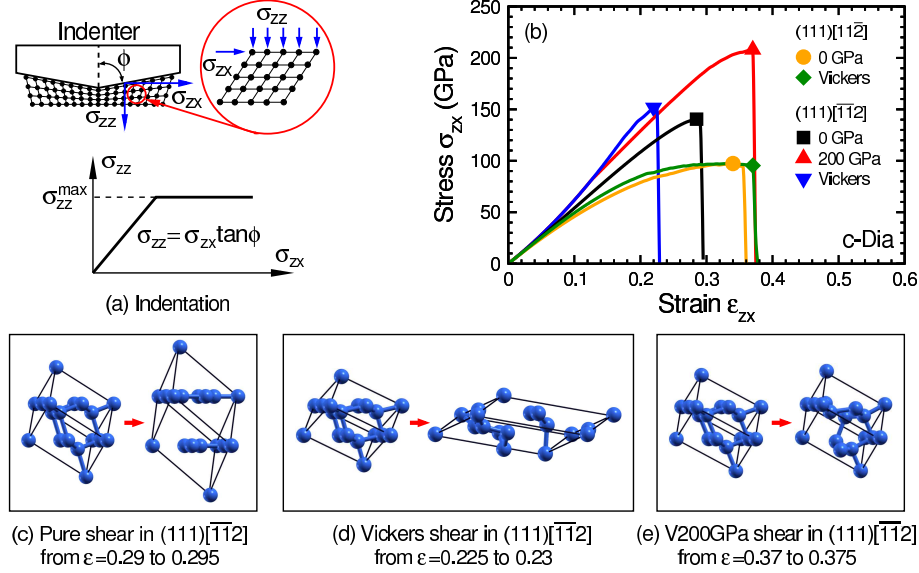 Indenter
ϕ
σzz
σzx
σzx
σzz
σzz
σzz^max
σzz=σzxtanϕ
σzx
(a) Indentation
(b)
Stress σzx (GPa)
250
200
150
100
50
0
0 0.1 0.2 0.3 0.4 0.5 0.6
Strain εzx
(111)[112̅]
0 GPa
Vickers
(111)[1̅1̅2]
0 GPa
200 GPa
Vickers
c-Dia
(c) Pure shear in (111)[1̅1̅2]
from ε=0.29 to 0.295
(d) Vickers shear in (111)[1̅1̅2]
from ε=0.225 to 0.23
(e) V200GPa shear in (111)[1̅1̅2]
from ε=0.37 to 0.375